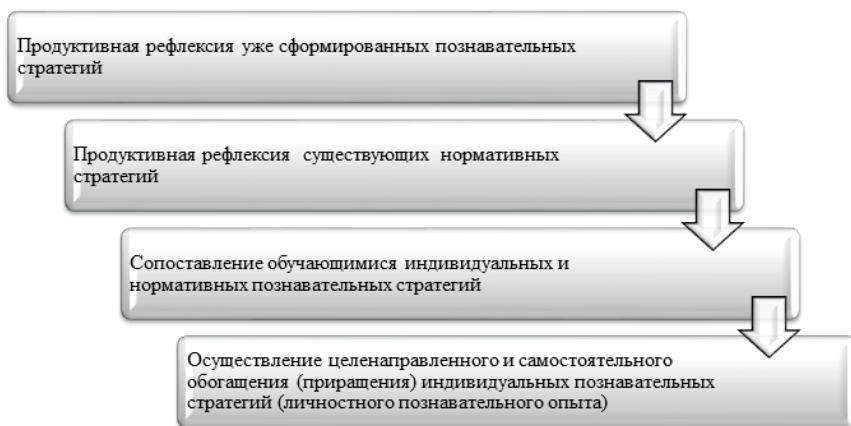 Продуктивная рефлексия уже сформированных познавательных
стратегий
Продуктивная рефлексия существующих нормативных
стратегий
Сопоставление обучающимися индивидуальных и
нормативных познавательных стратегий
Осуществление целенаправленного и самостоятельного
обогащения (приращения) индивидуальных познавательных
стратегий (личностного познавательного опыта)